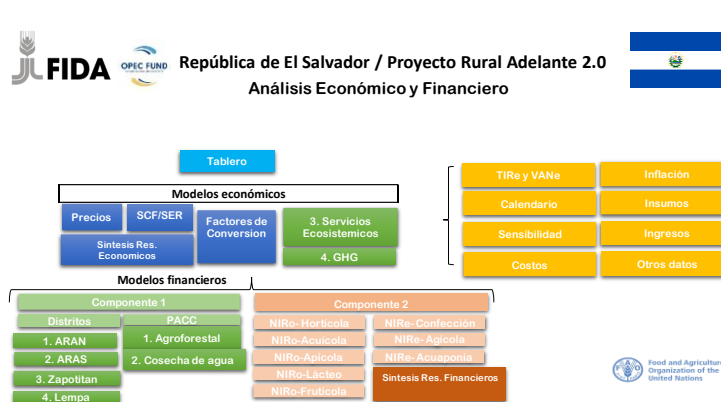 FIDA
OPEC FUND
República de El Salvador / Proyecto Rural Adelante 2.0
Análisis Económico y Financiero
Tablero
Modelos económicos
Precios
SCF/SER
Factores de
Conversion
3. Servicios
Ecosistemicos
Sintesis Res.
Economicos
4. GHG
TIRe y VANe
Inflación
Calendario
Insumos
Sensibilidad
Ingresos
Costos
Otros datos
Modelos financieros
Componente 1
Componente 2
Distritos
PACC
1. ARAN
1. Agroforestal
2. ARAS
2. Cosecha de agua
3. Zapotitan
4. Lempa
NIRo-Horticola
NIRe-Confección
NIRo-Acuícola
NIRe-Agicola
NIRo-Apícola
NIRe-Acuaponia
NIRo-Lácteo
NIRo-Fruticola
Sintesis Res. Financieros
Food and Agriculture
Organization of the
United Nations